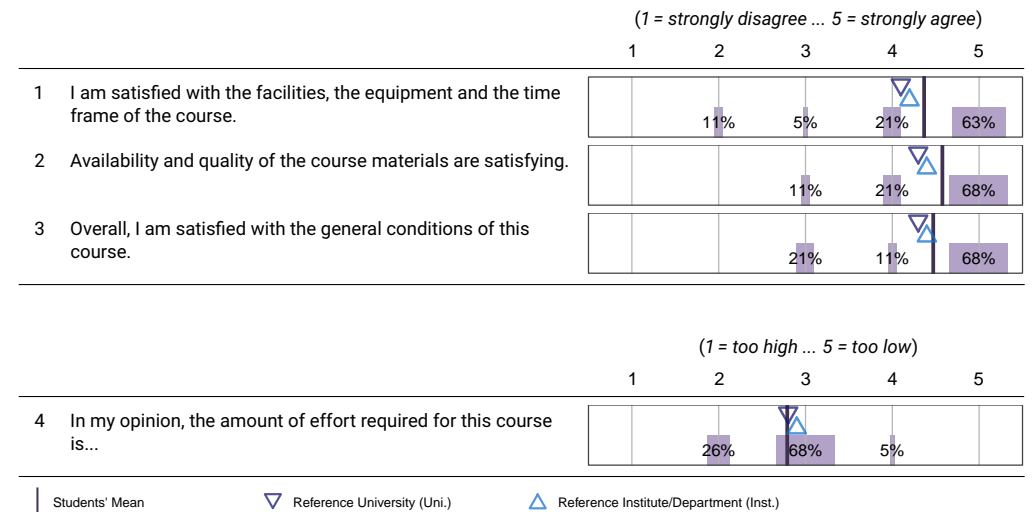 (1 = strongly disagree ... 5 = strongly agree)
1 2 3 4 5
1 I am satisfied with the facilities, the equipment and the time
frame of the course.
11% 5% 21% 63%
2 Availability and quality of the course materials are satisfying.
11% 21% 68%
3 Overall, I am satisfied with the general conditions of this
course.
21% 11% 68%
(1 = too high ... 5 = too low)
1 2 3 4 5
4 In my opinion, the amount of effort required for this course
is...
26% 68% 5%
Students' Mean Reference University (Uni.) Reference Institute/Department (Inst.)